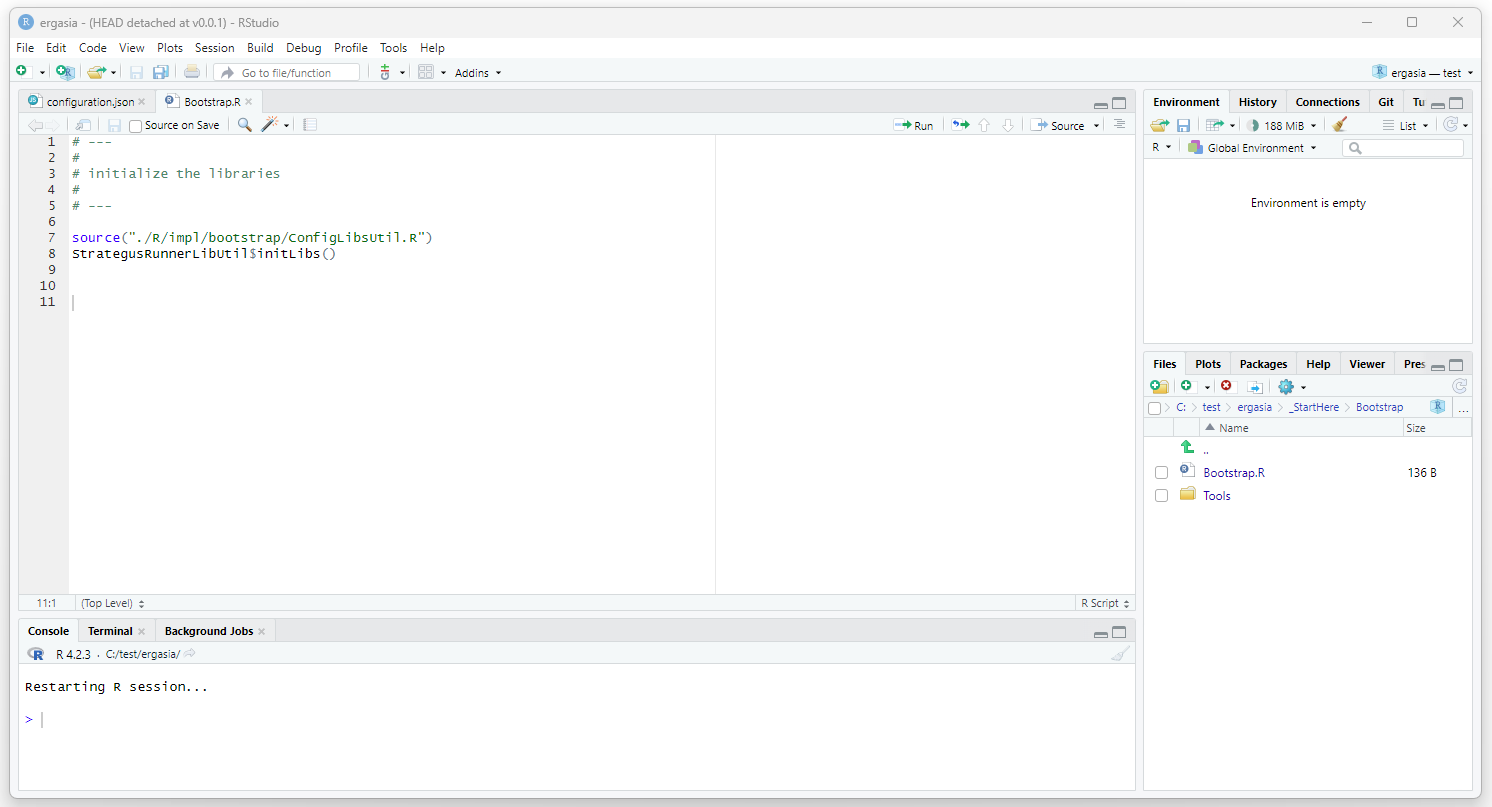 ergasia - (HEAD detached at v0.0.1) - RStudio
File Edit Code View Plots Session Build Debug Profile Tools Help
Go to file/function Addins ergasia — test
configuration.json Bootstrap.R
Source on Save Run Source
1 # ---
2 #
3 # initialize the libraries
4 #
5 # ---
6
7 source("./R/impl/bootstrap/ConfigLibsUtil.R")
8 StrategusRunnerLibUtil$initLibs()
9
10
11
11:1 (Top Level) R Script
Console Terminal Background Jobs
R 4.2.3 · C:/test/ergasia/
Restarting R session...
>
Environment History Connections Git Tu
188 MiB List
R Global Environment
Environment is empty
Files Plots Packages Help Viewer Pres
C: test ergasia _StartHere Bootstrap ...
Name Size
..
Bootstrap.R 136 B
Tools